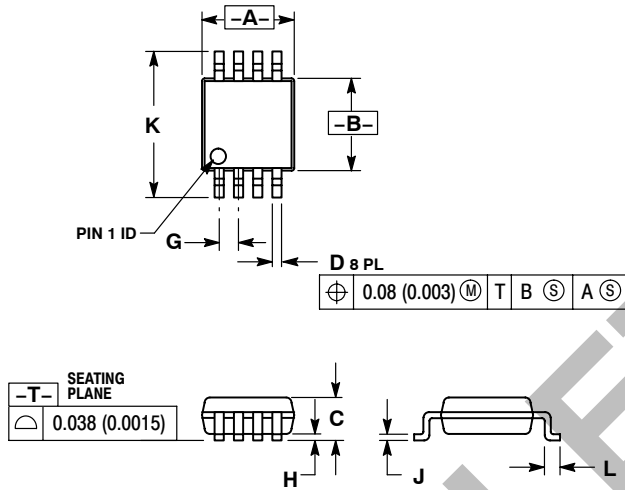 –A–
K
–B–
PIN 1 ID
G
D 8 PL
⌖ 0.08 (0.003) Ⓜ T B Ⓢ A Ⓢ
–T– SEATING PLANE
⌓ 0.038 (0.0015)
C
H
J
L